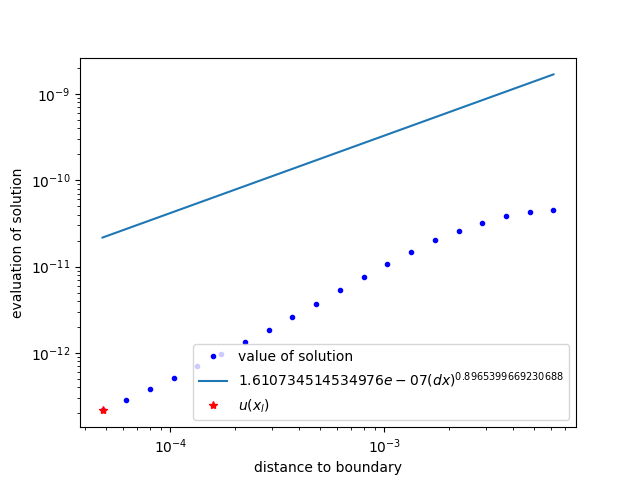 10⁻⁹
10⁻¹⁰
10⁻¹¹
10⁻¹²
evaluation of solution
value of solution
1.610734514534976e − 07(dx)^0.8965399669230688
u(x_l)
10⁻⁴ 10⁻³
distance to boundary